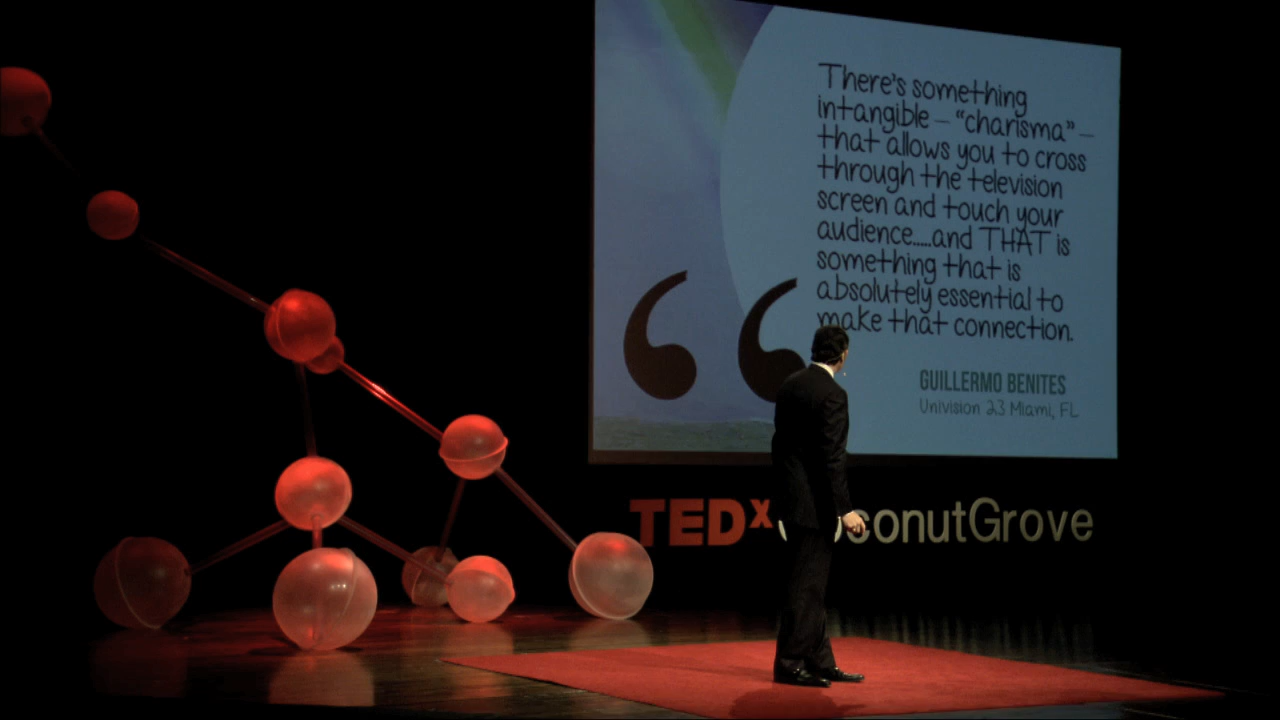 There's something
intangible – "charisma" –
that allows you to cross
through the television
screen and touch your
audience.....and THAT is
something that is
absolutely essential to
make that connection.
GUILLERMO BENITES
Univision 23 Miami, FL
TEDx CoconutGrove